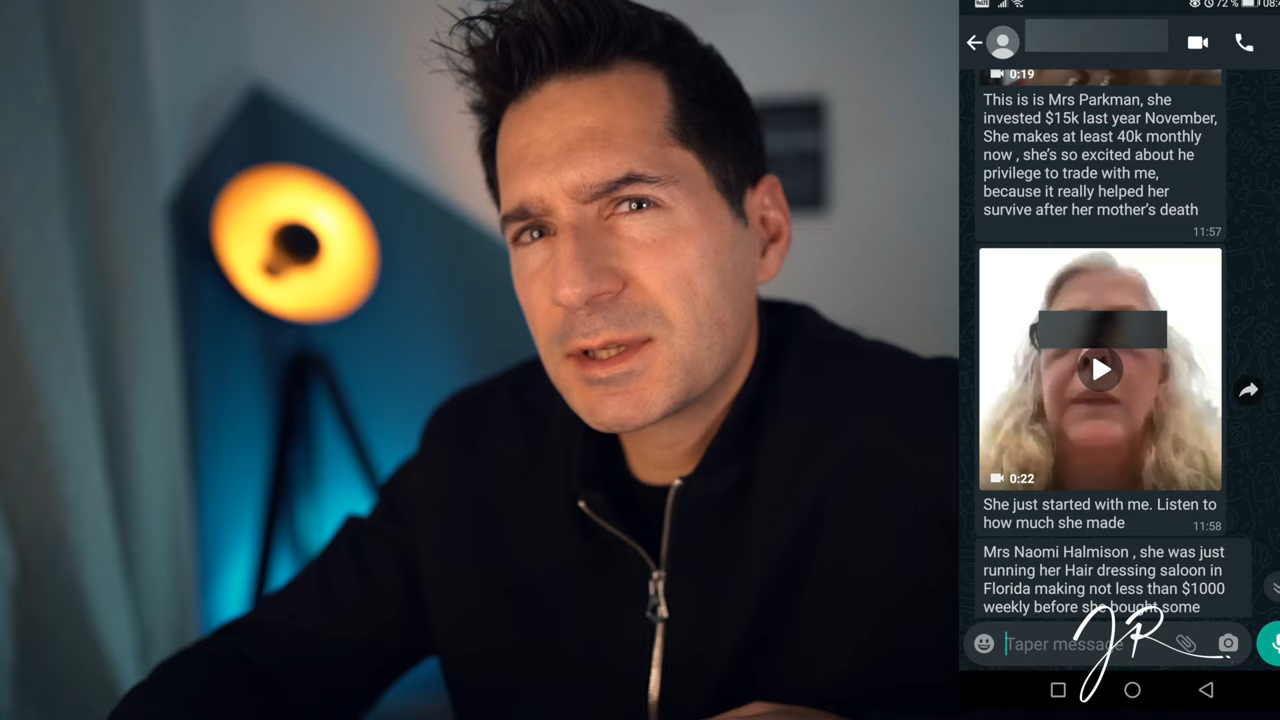 72 %
08:4
0:19
This is is Mrs Parkman, she
invested $15k last year November,
She makes at least 40k monthly
now , she's so excited about he
privilege to trade with me,
because it really helped her
survive after her mother's death
11:57
0:22
She just started with me. Listen to
how much she made
11:58
Mrs Naomi Halmison , she was just
running her Hair dressing saloon in
Florida making not less than $1000
weekly before she bought some
Taper message
JR